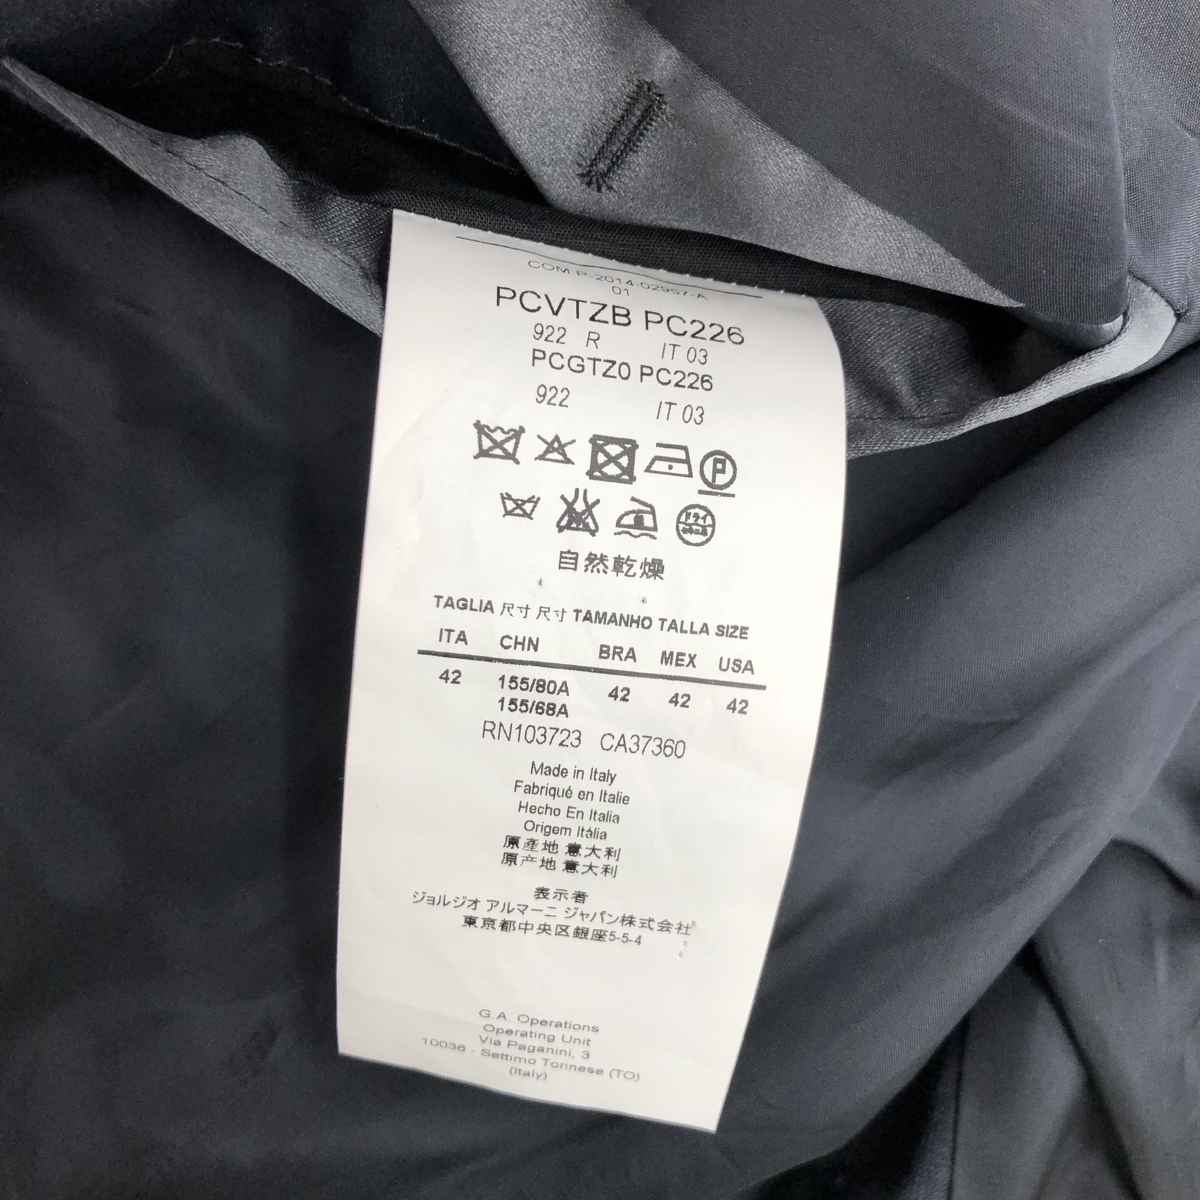 COM P-2014-02957-A
01
PCVTZB PC226
922 R IT 03
PCGTZ0 PC226
922 IT 03
P
ドライ
自然乾燥
TAGLIA 尺寸 尺寸 TAMANHO TALLA SIZE
ITA CHN BRA MEX USA
42 155/80A 42 42 42
155/68A
RN103723 CA37360
Made in Italy
Fabriqué en Italie
Hecho En Italia
Origem Itália
原產地 意大利
原产地 意大利
表示者
ジョルジオ アルマーニ ジャパン株式会社
東京都中央区銀座5-5-4
G.A. Operations
Operating Unit
Via Paganini, 3
10036 - Settimo Torinese (TO)
(Italy)